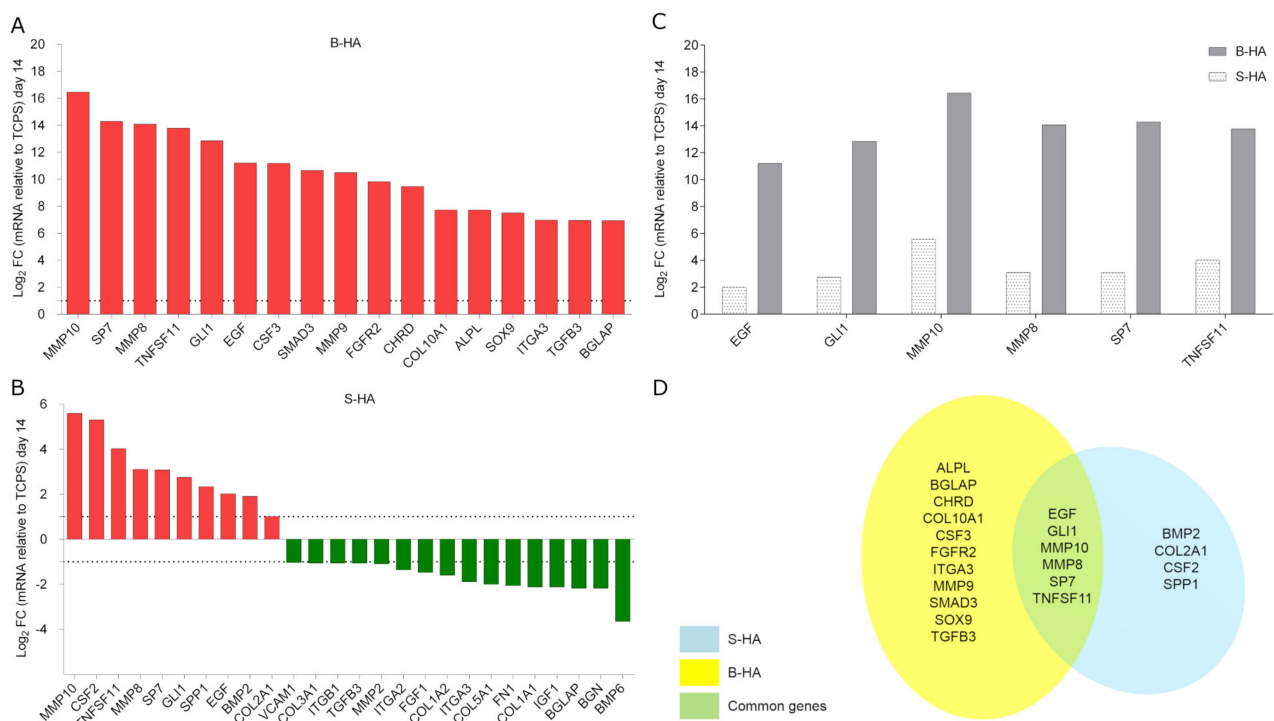 A
B-HA
Log2 FC (mRNA relative to TCPS) day 14
20
18
16
14
12
10
8
6
4
2
0
MMP10
SP7
MMP8
TNFSF11
GLI1
EGF
CSF3
SMAD3
MMP9
FGFR2
CHRD
COL10A1
ALPL
SOX9
ITGA3
TGFB3
BGLAP
B
S-HA
Log2 FC (mRNA relative to TCPS) day 14
6
4
2
-0
-2
-4
MMP10
CSF2
TNFSF11
MMP8
SP7
GLI1
SPP1
EGF
BMP2
COL2A1
VCAM1
COL3A1
ITGB1
TGFB3
MMP2
ITGA2
FGF1
COL1A2
ITGA3
COL5A1
FN1
COL1A1
IGF1
BGLAP
BGN
BMP6
C
Log2 FC (mRNA relative to TCPS) day 14
20
18
16
14
12
10
8
6
4
2
0
B-HA
S-HA
EGF
GLI1
MMP10
MMP8
SP7
TNFSF11
D
ALPL
BGLAP
CHRD
COL10A1
CSF3
FGFR2
ITGA3
MMP9
SMAD3
SOX9
TGFB3
EGF
GLI1
MMP10
MMP8
SP7
TNFSF11
BMP2
COL2A1
CSF2
SPP1
S-HA
B-HA
Common genes